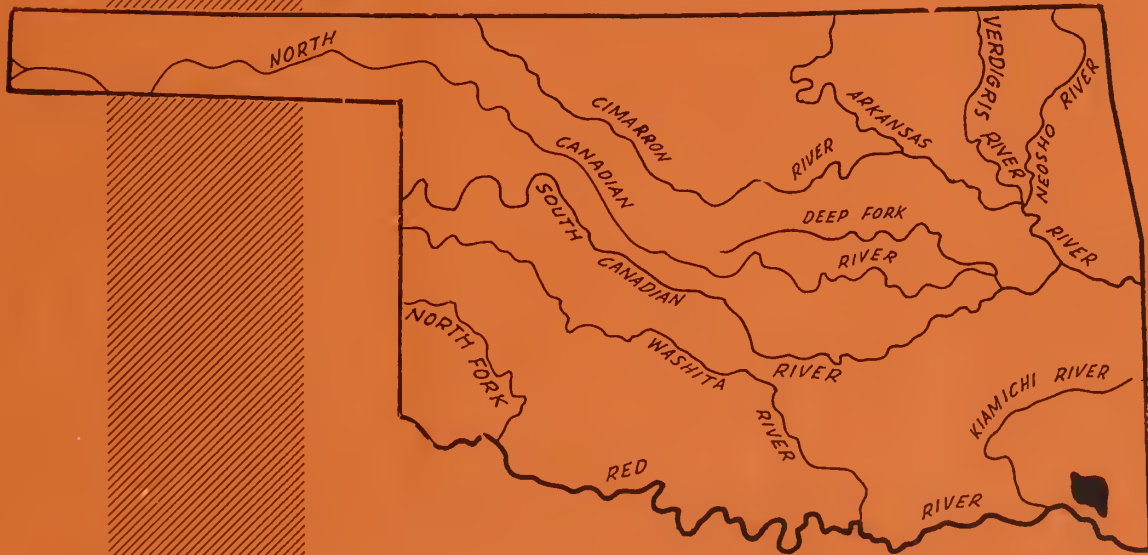 NORTH
CANADIAN
RIVER
CIMARRON
RIVER
ARKANSAS
RIVER
VERDIGRIS RIVER
NEOSHO RIVER
DEEP FORK
SOUTH
CANADIAN
RIVER
WASHITA
RIVER
NORTH FORK
RED
RIVER
KIAMICHI RIVER